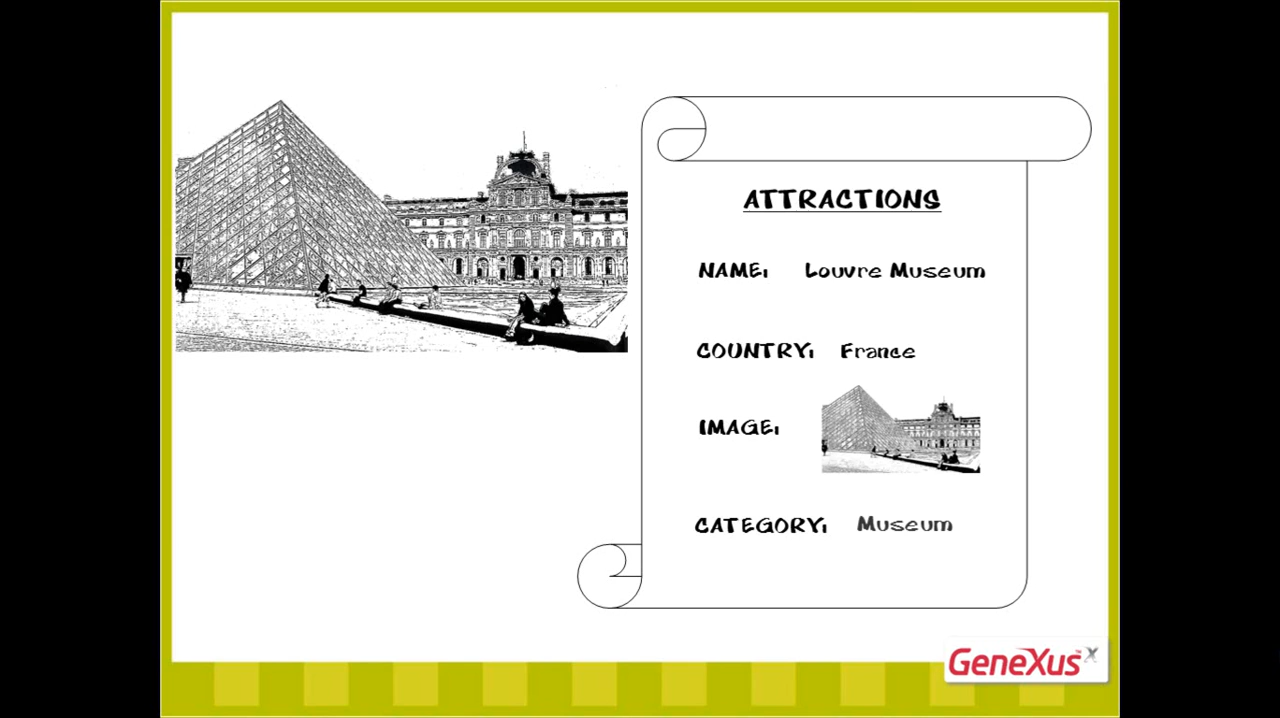 ATTRACTIONS
NAME: Louvre Museum
COUNTRY: France
IMAGE:
CATEGORY: Museum
GeneXus X